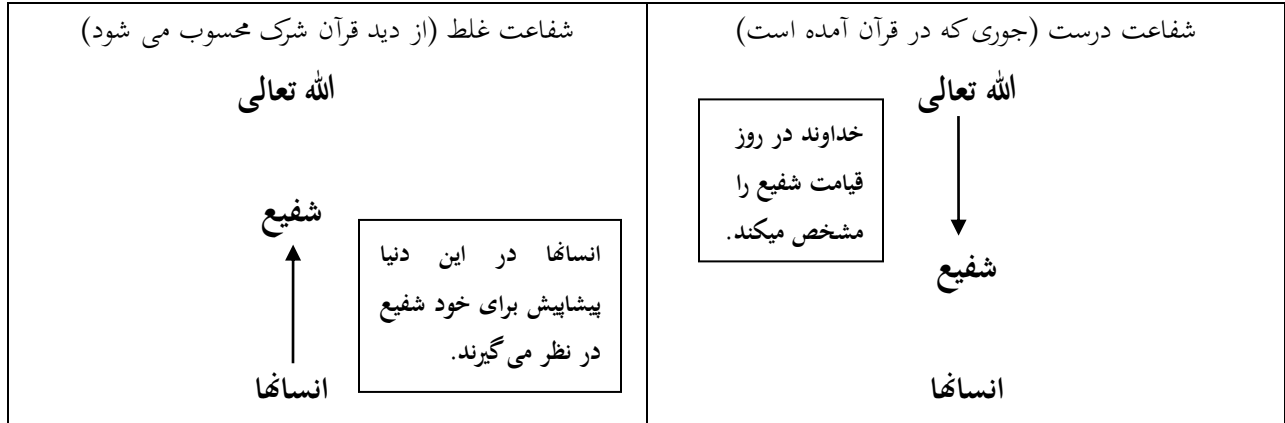 شفاعت درست (جوری که در قرآن آمده است)
الله تعالی
خداوند در روز
قیامت شفیع را
مشخص میکند.
شفیع
انسانها
شفاعت غلط (از دید قرآن شرک محسوب می شود)
الله تعالی
شفیع
انسانها در این دنیا
پیشاپیش برای خود شفیع
در نظر می گیرند.
انسانها